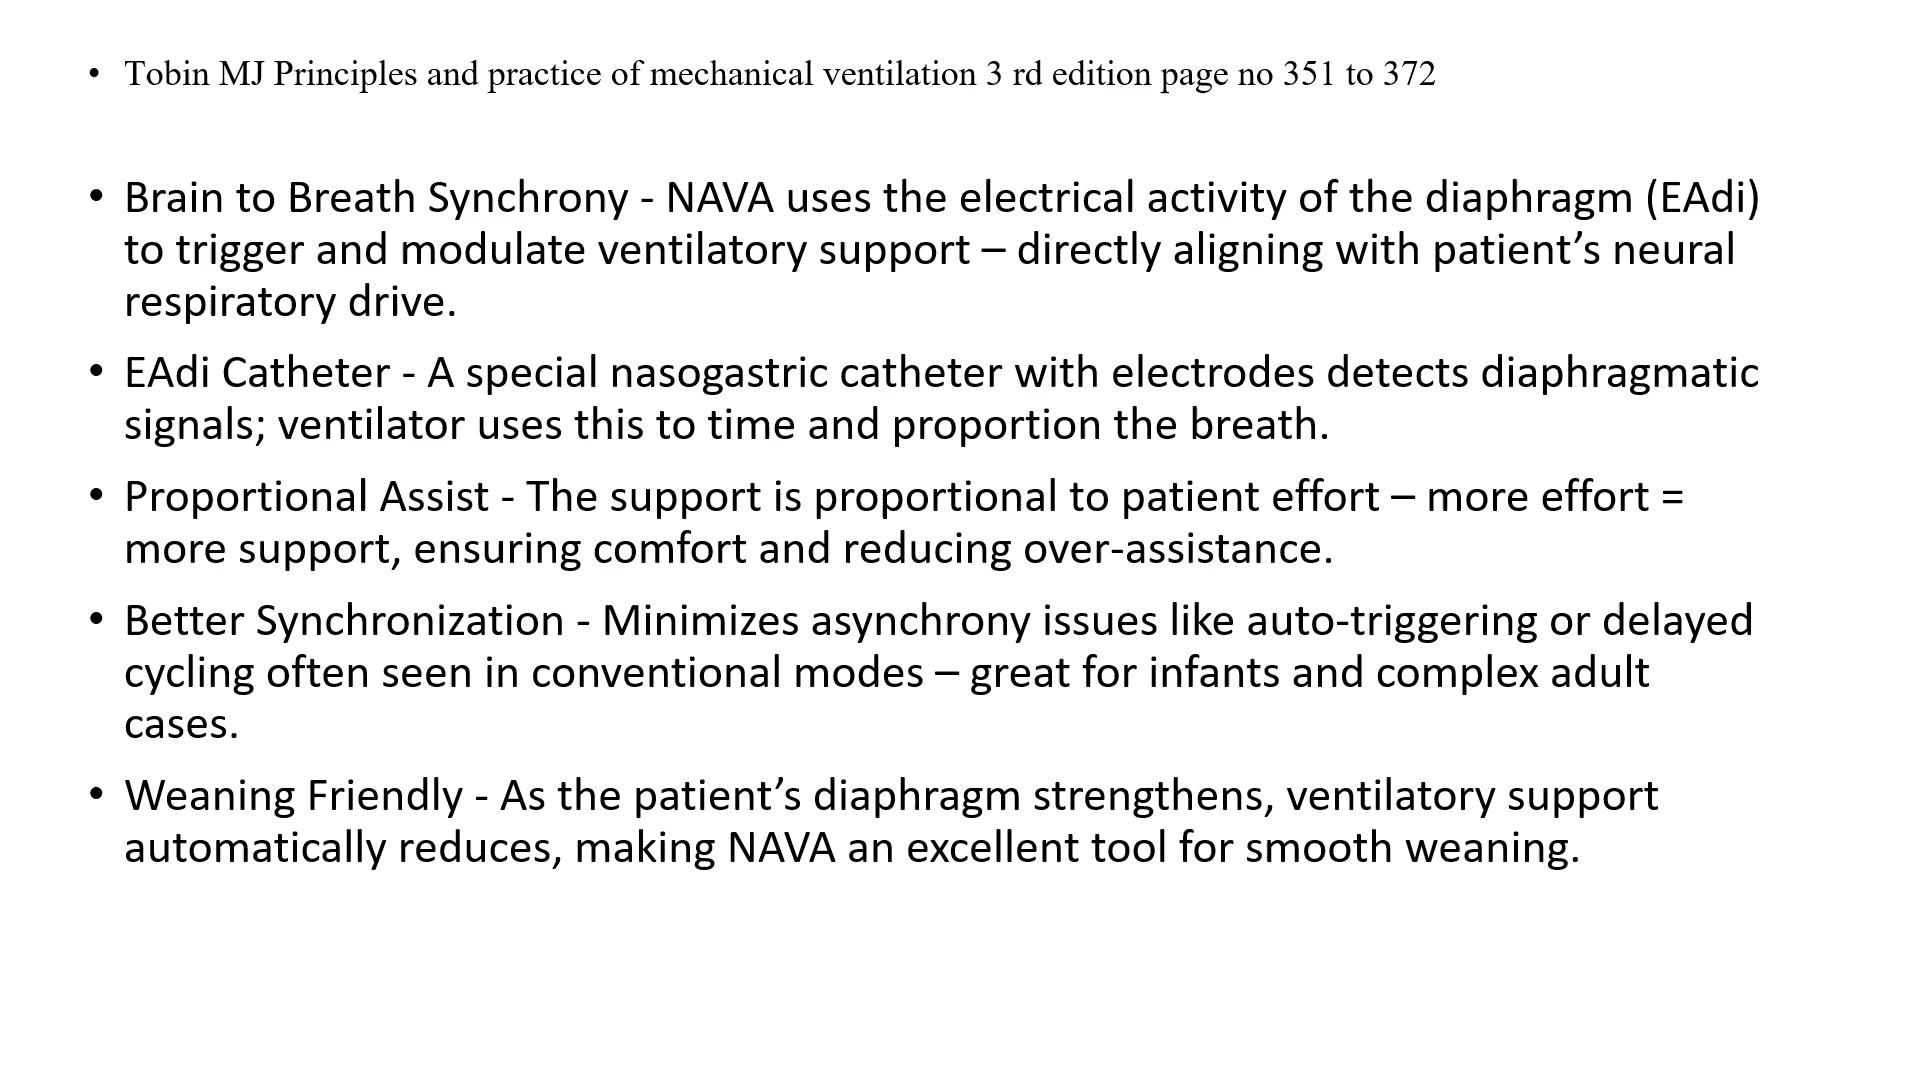 • Tobin MJ Principles and practice of mechanical ventilation 3 rd edition page no 351 to 372
• Brain to Breath Synchrony - NAVA uses the electrical activity of the diaphragm (EAdi)
to trigger and modulate ventilatory support – directly aligning with patient’s neural
respiratory drive.
• EAdi Catheter - A special nasogastric catheter with electrodes detects diaphragmatic
signals; ventilator uses this to time and proportion the breath.
• Proportional Assist - The support is proportional to patient effort – more effort =
more support, ensuring comfort and reducing over-assistance.
• Better Synchronization - Minimizes asynchrony issues like auto-triggering or delayed
cycling often seen in conventional modes – great for infants and complex adult
cases.
• Weaning Friendly - As the patient’s diaphragm strengthens, ventilatory support
automatically reduces, making NAVA an excellent tool for smooth weaning.